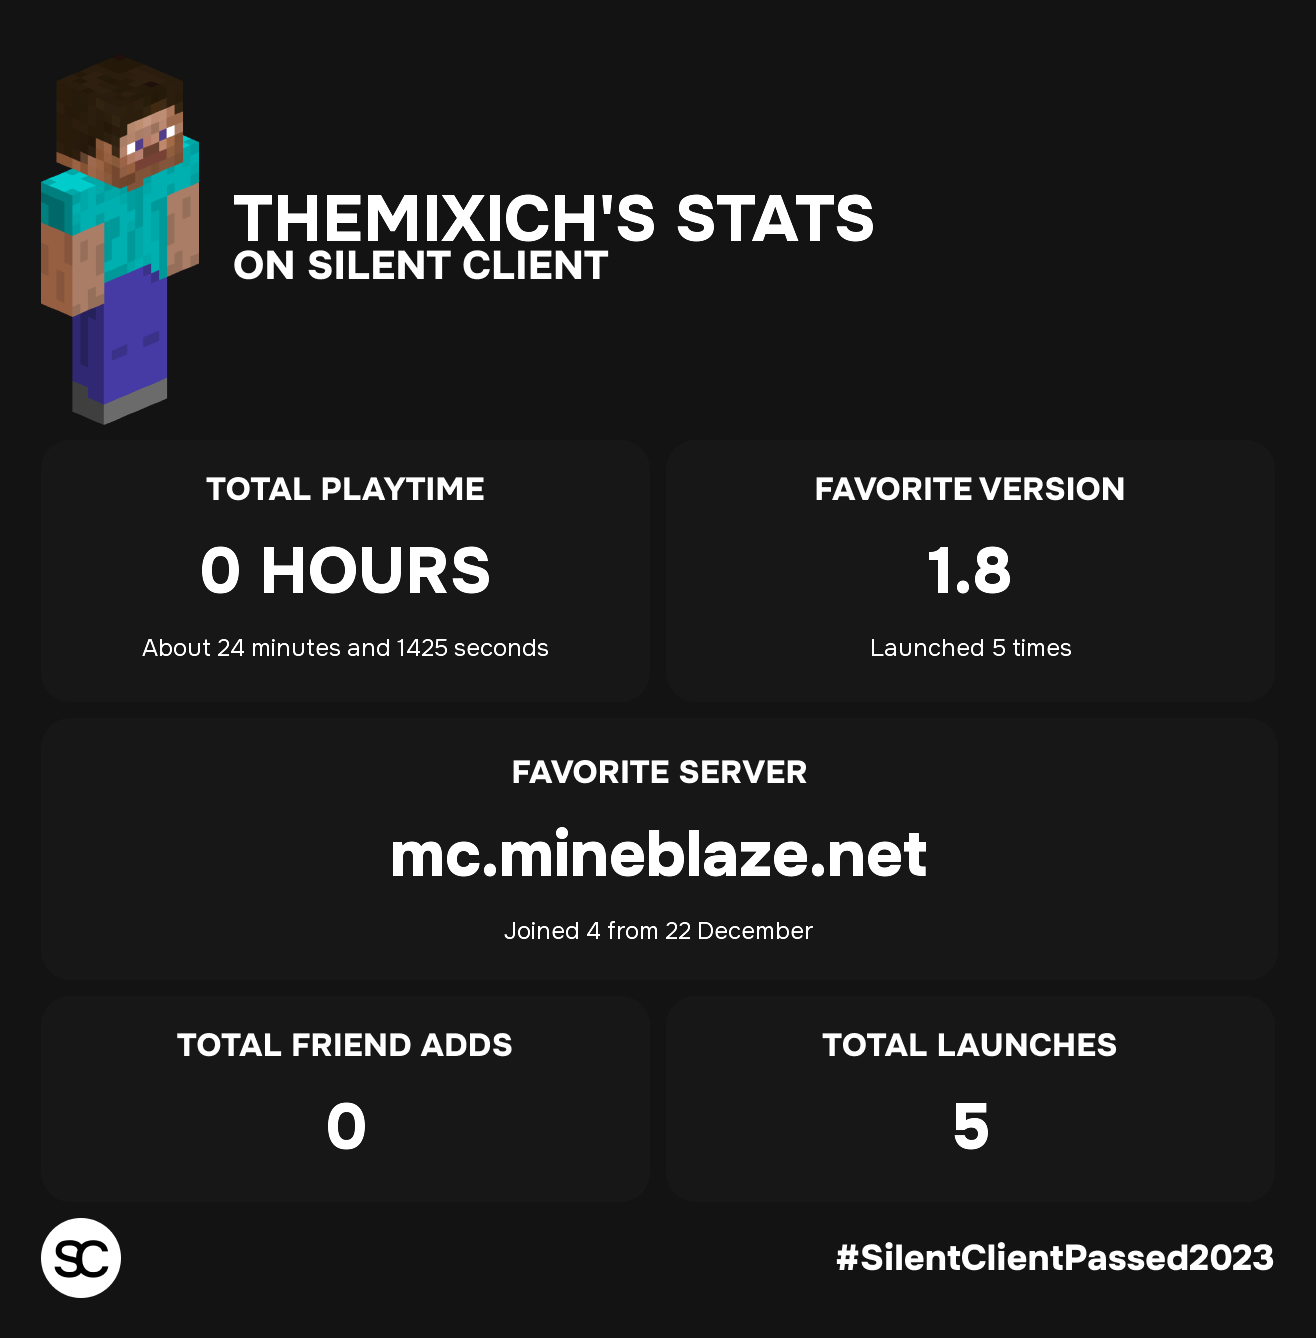 THEMIXICH'S STATS
ON SILENT CLIENT
TOTAL PLAYTIME
0 HOURS
About 24 minutes and 1425 seconds
FAVORITE VERSION
1.8
Launched 5 times
FAVORITE SERVER
mc.mineblaze.net
Joined 4 from 22 December
TOTAL FRIEND ADDS
0
TOTAL LAUNCHES
5
SC
#SilentClientPassed2023